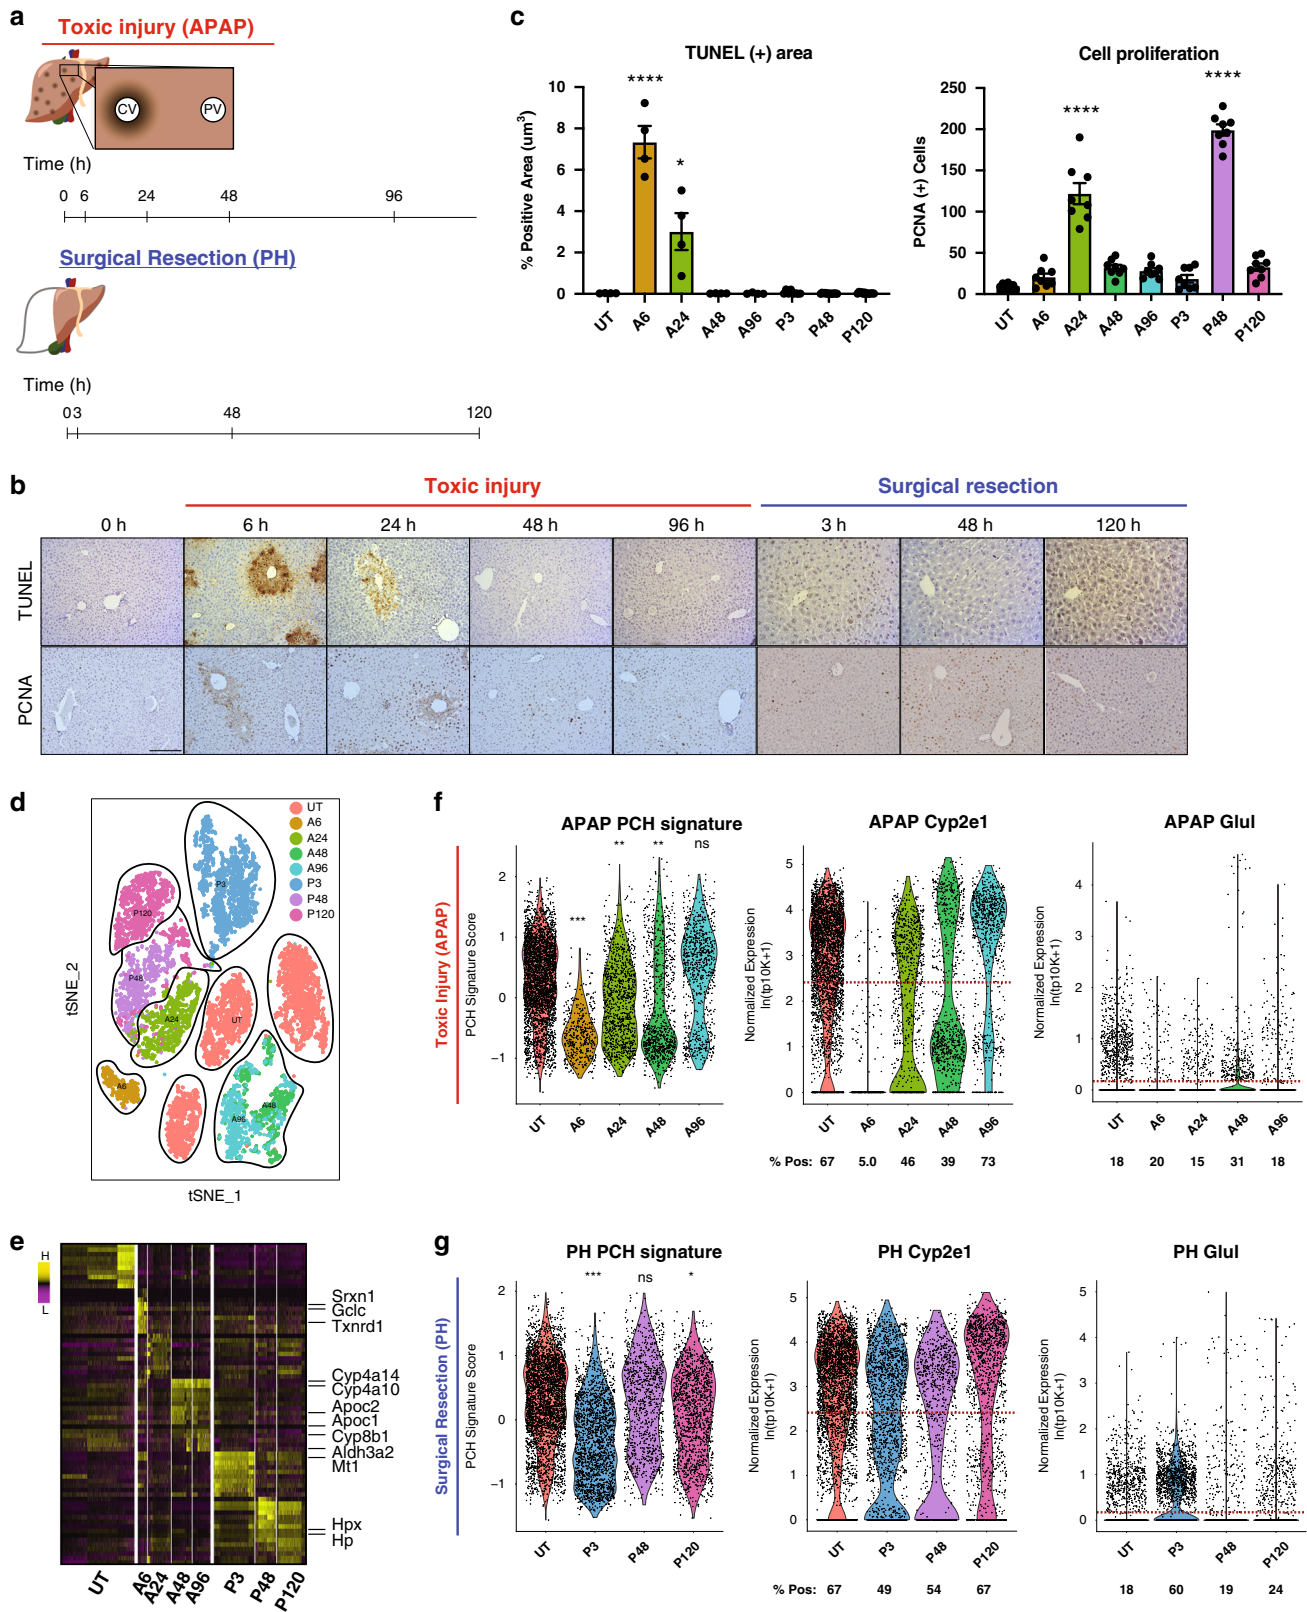 a
Toxic injury (APAP)
CV
PV
Time (h)
0 6 24 48 96
Surgical Resection (PH)
Time (h)
0 3 48 120
c
TUNEL (+) area
% Positive Area (um³)
10
8
6
4
2
0
****
*
UT A6 A24 A48 A96 P3 P48 P120
Cell proliferation
PCNA (+) Cells
250
200
150
100
50
0
****
****
UT A6 A24 A48 A96 P3 P48 P120
b
Toxic injury Surgical resection
0 h 6 h 24 h 48 h 96 h 3 h 48 h 120 h
TUNEL
PCNA
d
UT
A6
A24
A48
A96
P3
P48
P120
P3
P120
P48
A24
UT
A6
A96
A48
tSNE_2
tSNE_1
e
H
L
Srxn1
Gclc
Txnrd1
Cyp4a14
Cyp4a10
Apoc2
Apoc1
Cyp8b1
Aldh3a2
Mt1
Hpx
Hp
UT A6 A24 A48 A96 P3 P48 P120
f
Toxic Injury (APAP)
APAP PCH signature
PCH Signature Score
2
1
0
−1
*** ** ** ns
UT A6 A24 A48 A96
APAP Cyp2e1
Normalized Expression
ln(tp10K+1)
5
4
3
2
1
0
UT A6 A24 A48 A96
% Pos: 67 5.0 46 39 73
APAP Glul
Normalized Expression
ln(tp10K+1)
4
3
2
1
0
UT A6 A24 A48 A96
18 20 15 31 18
g
Surgical Resection (PH)
PH PCH signature
PCH Signature Score
2
1
0
−1
*** ns *
UT P3 P48 P120
PH Cyp2e1
Normalized Expression
ln(tp10K+1)
5
4
3
2
1
0
UT P3 P48 P120
% Pos: 67 49 54 67
PH Glul
Normalized Expression
ln(tp10K+1)
5
4
3
2
1
0
UT P3 P48 P120
18 60 19 24